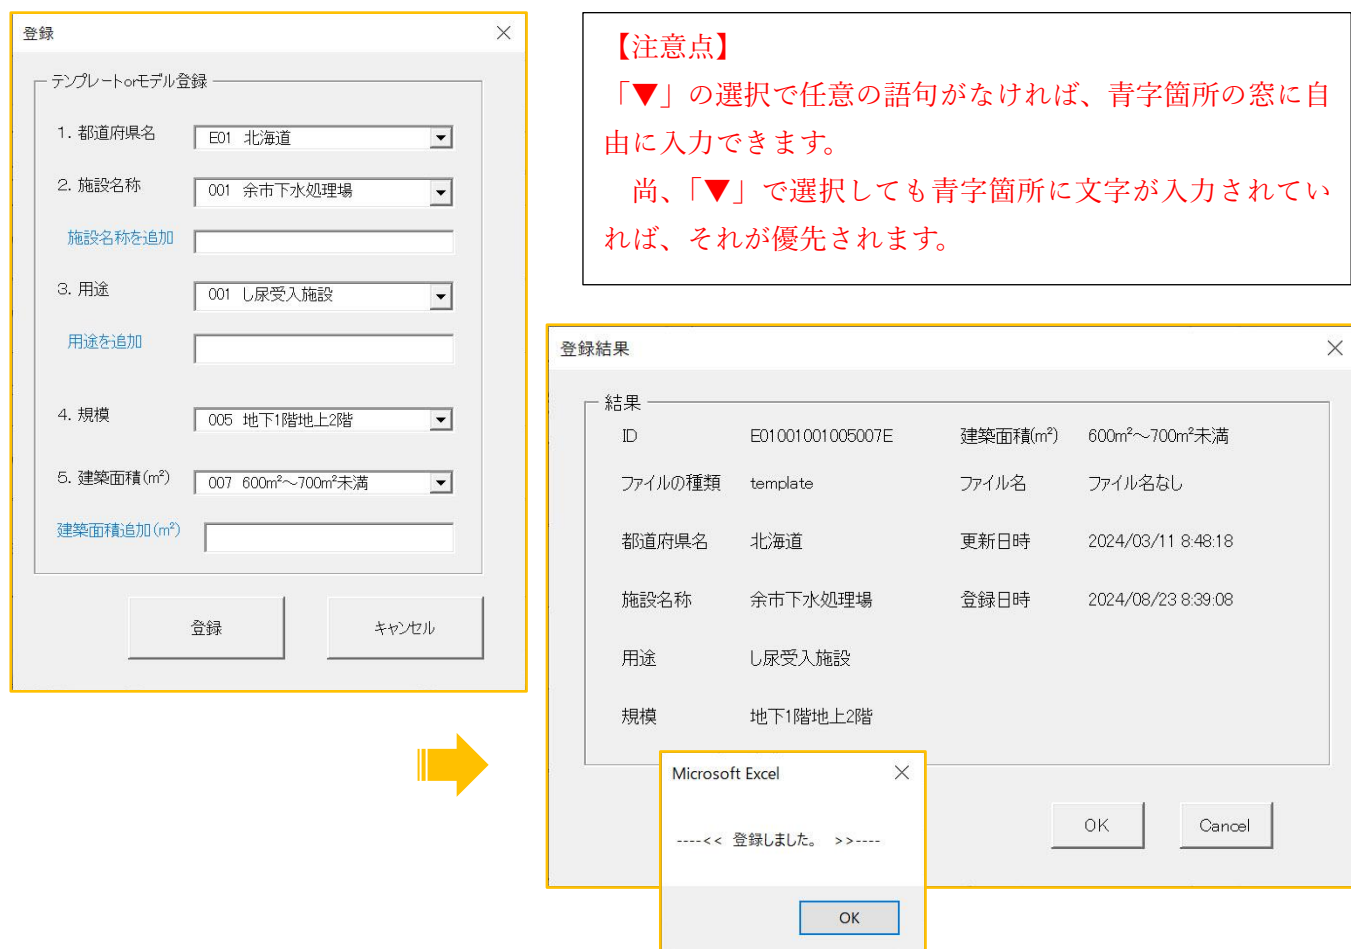 登録
テンプレートorモデル登録
1. 都道府県名 E01 北海道
2. 施設名称 001 余市下水処理場
施設名称を追加
3. 用途 001 し尿受入施設
用途を追加
4. 規模 005 地下1階地上2階
5. 建築面積(m²) 007 600m²～700m²未満
建築面積追加(m²)
登録 キャンセル
【注意点】
「▼」の選択で任意の語句がなければ、青字箇所の窓に自
由に入力できます。
尚、「▼」で選択しても青字箇所に文字が入力されてい
れば、それが優先されます。
登録結果
結果
ID E01001001005007E 建築面積(m²) 600m²～700m²未満
ファイルの種類 template ファイル名 ファイル名なし
都道府県名 北海道 更新日時 2024/03/11 8:48:18
施設名称 余市下水処理場 登録日時 2024/08/23 8:39:08
用途 し尿受入施設
規模 地下1階地上2階
OK Cancel
Microsoft Excel
----<< 登録しました。 >>----
OK